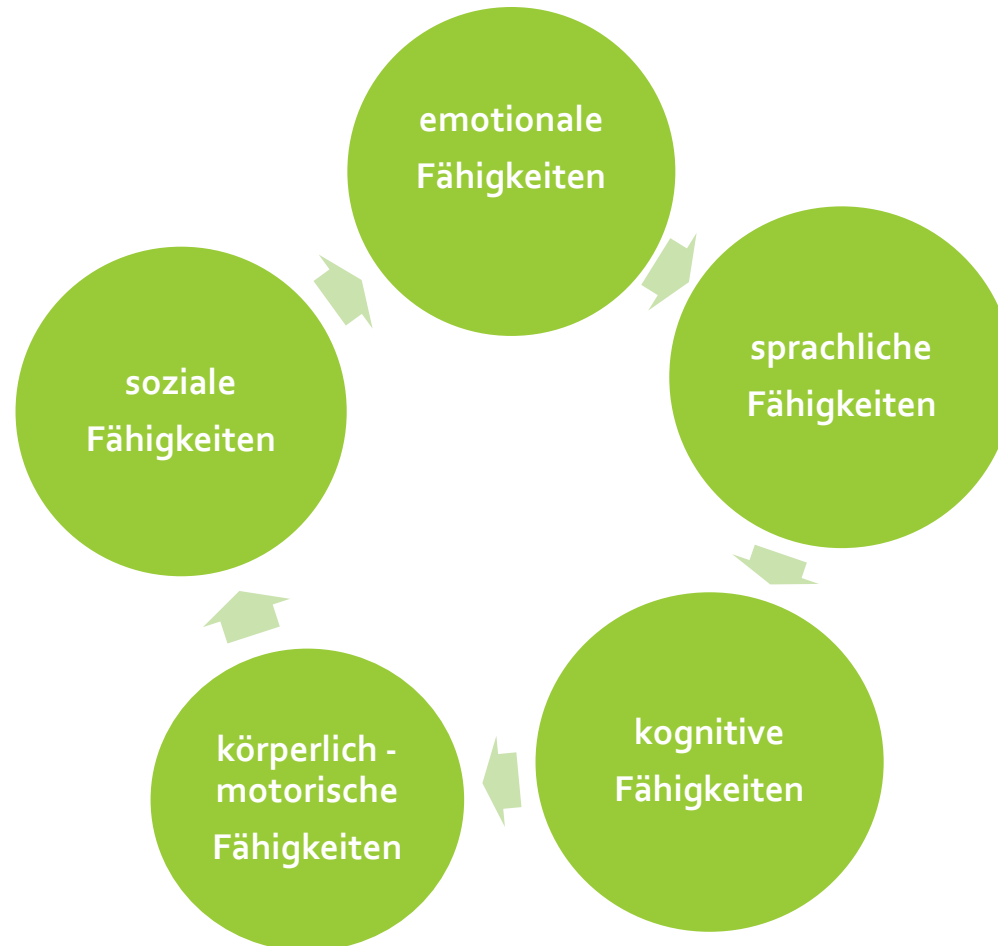 emotionale
Fähigkeiten
sprachliche
Fähigkeiten
kognitive
Fähigkeiten
körperlich -
motorische
Fähigkeiten
soziale
Fähigkeiten